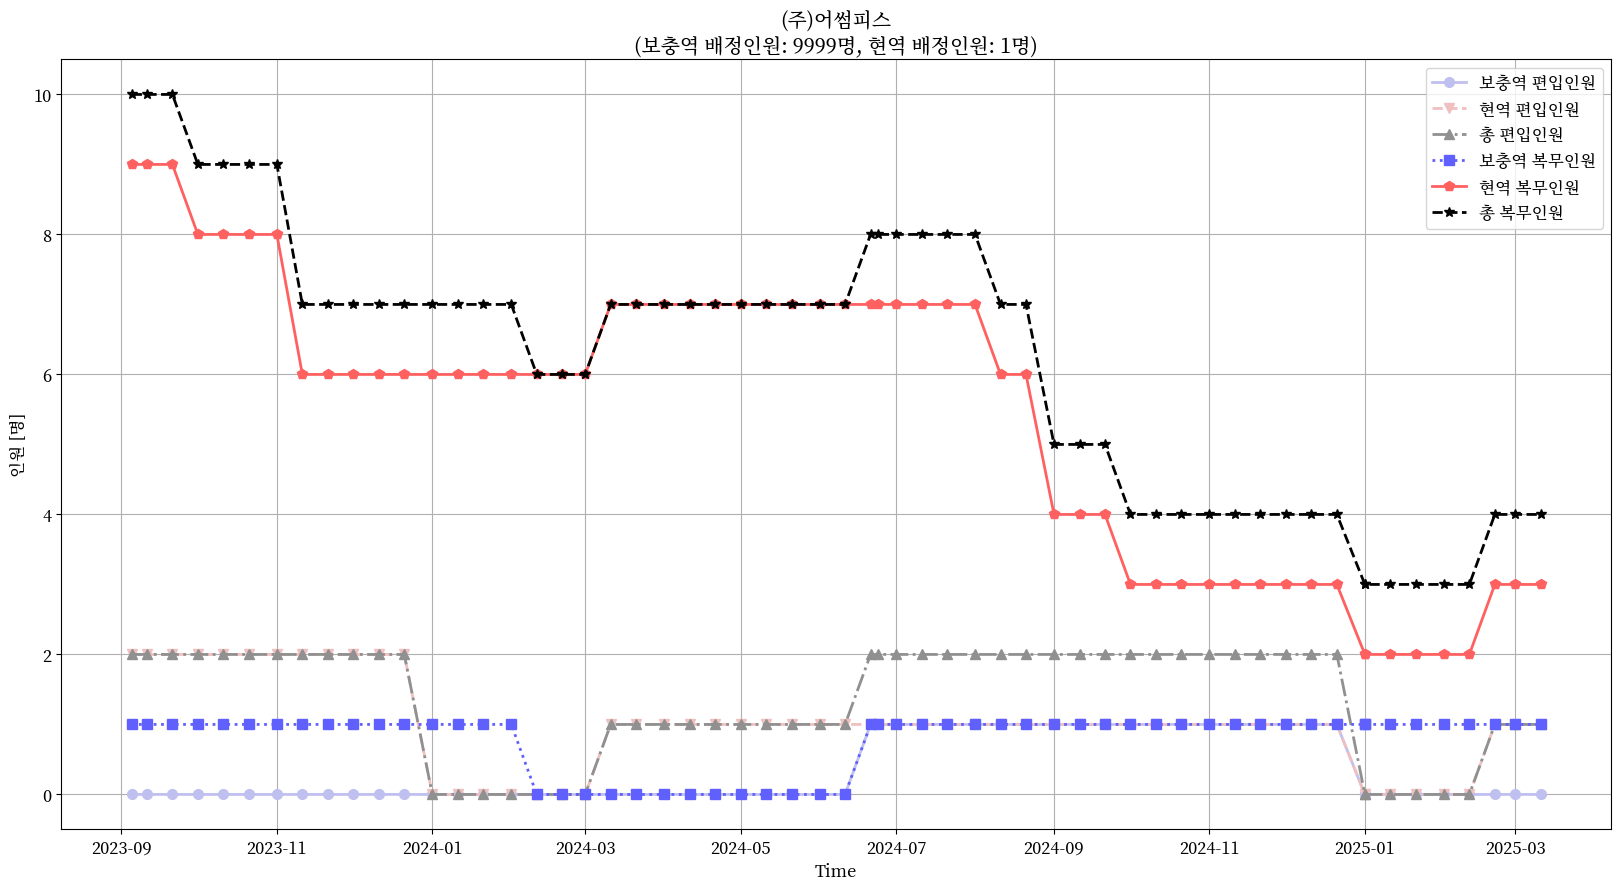 (주)어썸피스
(보충역 배정인원: 9999명, 현역 배정인원: 1명)
보충역 편입인원
현역 편입인원
총 편입인원
보충역 복무인원
현역 복무인원
총 복무인원
인원 [명]
10
8
6
4
2
0
2023-09
2023-11
2024-01
2024-03
2024-05
2024-07
2024-09
2024-11
2025-01
2025-03
Time